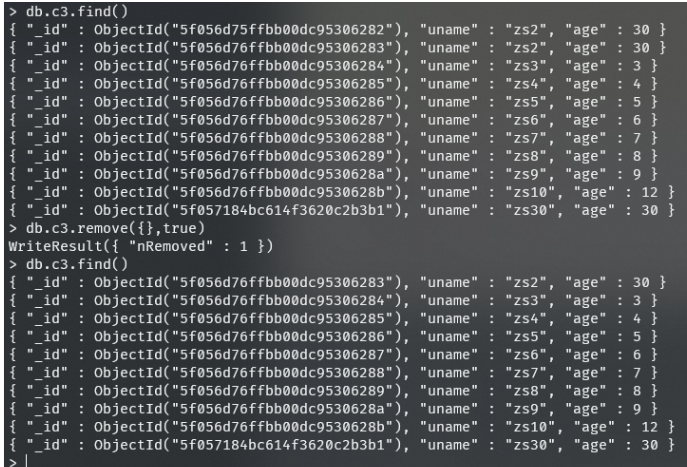 > db.c3.find()
{ "_id" : ObjectId("5f056d75ffbb00dc95306282"), "uname" : "zs2", "age" : 30 }
{ "_id" : ObjectId("5f056d76ffbb00dc95306283"), "uname" : "zs2", "age" : 30 }
{ "_id" : ObjectId("5f056d76ffbb00dc95306284"), "uname" : "zs3", "age" : 3 }
{ "_id" : ObjectId("5f056d76ffbb00dc95306285"), "uname" : "zs4", "age" : 4 }
{ "_id" : ObjectId("5f056d76ffbb00dc95306286"), "uname" : "zs5", "age" : 5 }
{ "_id" : ObjectId("5f056d76ffbb00dc95306287"), "uname" : "zs6", "age" : 6 }
{ "_id" : ObjectId("5f056d76ffbb00dc95306288"), "uname" : "zs7", "age" : 7 }
{ "_id" : ObjectId("5f056d76ffbb00dc95306289"), "uname" : "zs8", "age" : 8 }
{ "_id" : ObjectId("5f056d76ffbb00dc9530628a"), "uname" : "zs9", "age" : 9 }
{ "_id" : ObjectId("5f056d76ffbb00dc9530628b"), "uname" : "zs10", "age" : 12 }
{ "_id" : ObjectId("5f057184bc614f3620c2b3b1"), "uname" : "zs30", "age" : 30 }
> db.c3.remove({},true)
WriteResult({ "nRemoved" : 1 })
> db.c3.find()
{ "_id" : ObjectId("5f056d76ffbb00dc95306283"), "uname" : "zs2", "age" : 30 }
{ "_id" : ObjectId("5f056d76ffbb00dc95306284"), "uname" : "zs3", "age" : 3 }
{ "_id" : ObjectId("5f056d76ffbb00dc95306285"), "uname" : "zs4", "age" : 4 }
{ "_id" : ObjectId("5f056d76ffbb00dc95306286"), "uname" : "zs5", "age" : 5 }
{ "_id" : ObjectId("5f056d76ffbb00dc95306287"), "uname" : "zs6", "age" : 6 }
{ "_id" : ObjectId("5f056d76ffbb00dc95306288"), "uname" : "zs7", "age" : 7 }
{ "_id" : ObjectId("5f056d76ffbb00dc95306289"), "uname" : "zs8", "age" : 8 }
{ "_id" : ObjectId("5f056d76ffbb00dc9530628a"), "uname" : "zs9", "age" : 9 }
{ "_id" : ObjectId("5f056d76ffbb00dc9530628b"), "uname" : "zs10", "age" : 12 }
{ "_id" : ObjectId("5f057184bc614f3620c2b3b1"), "uname" : "zs30", "age" : 30 }
>